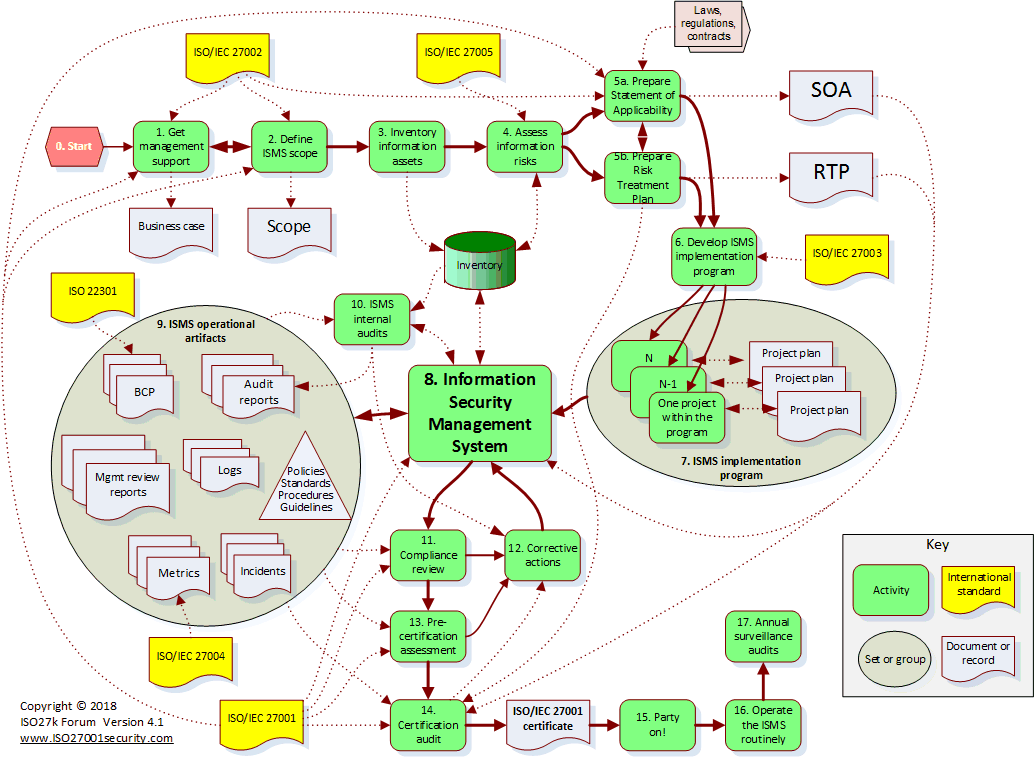 Laws,
regulations,
contracts
ISO/IEC 27002
ISO/IEC 27005
5a. Prepare
Statement of
Applicability
SOA
0. Start
1. Get
management
support
2. Define
ISMS scope
3. Inventory
information
assets
4. Assess
information
risks
5b. Prepare
Risk
Treatment
Plan
RTP
Business case
Scope
6. Develop ISMS
implementation
program
ISO/IEC 27003
Inventory
ISO 22301
10. ISMS
internal
audits
9. ISMS operational
artifacts
BCP
Audit
reports
Mgmt review
reports
Logs
Policies
Standards
Procedures
Guidelines
Metrics
Incidents
8. Information
Security
Management
System
N
N-1
One project
within the
program
Project plan
Project plan
Project plan
7. ISMS implementation
program
11.
Compliance
review
12. Corrective
actions
13. Pre-
certification
assessment
ISO/IEC 27004
ISO/IEC 27001
14.
Certification
audit
ISO/IEC 27001
certificate
15. Party
on!
16. Operate
the ISMS
routinely
17. Annual
surveillance
audits
Key
Activity
International
standard
Set or group
Document or
record
Copyright © 2018
ISO27k Forum Version 4.1
www.ISO27001security.com